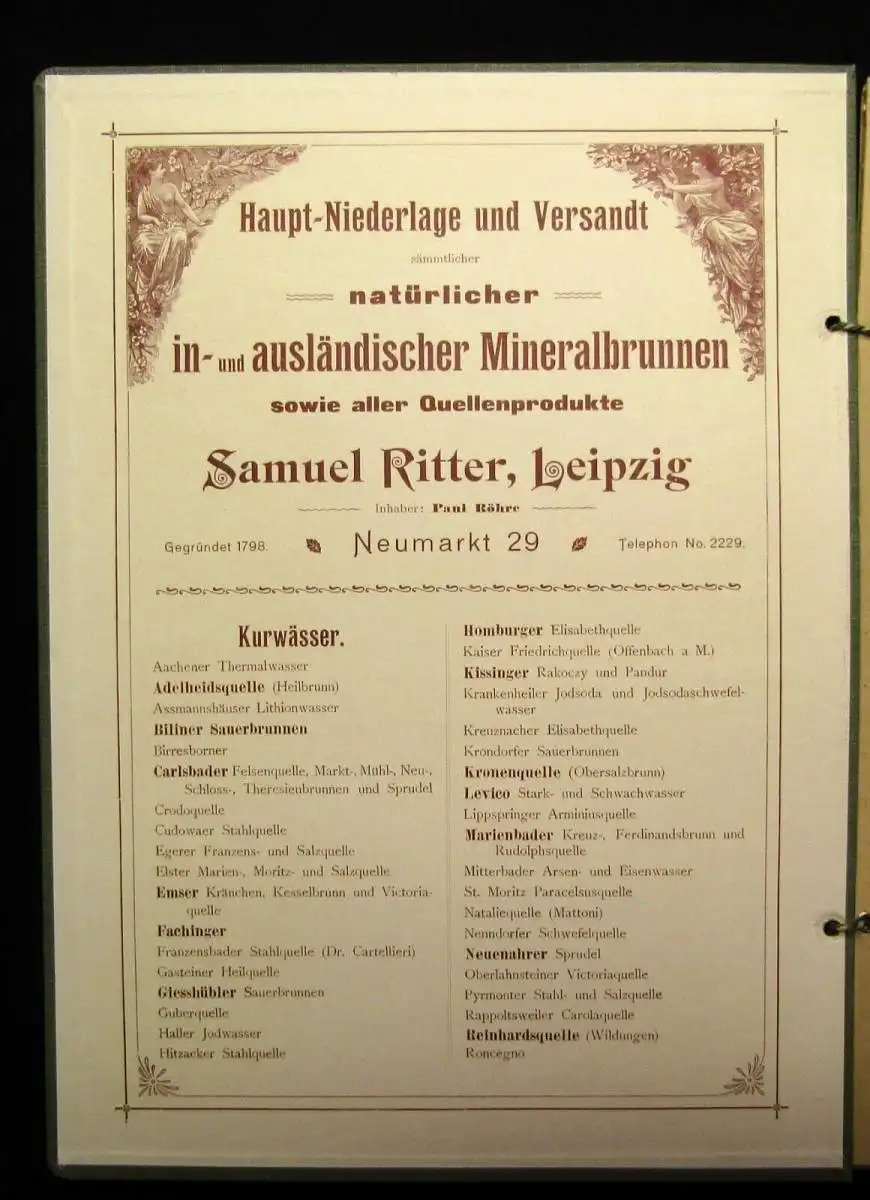 Haupt-Niederlage und Versandt
sämmtlicher
natürlicher
in- und ausländischer Mineralbrunnen
sowie aller Quellenprodukte
Samuel Ritter, Leipzig
Inhaber: Paul Röhre
Gegründet 1798. Neumarkt 29 Telephon No. 2229.
Kurwässer.
Aachener Thermalwasser
Adelheidsquelle (Heilbrunn)
Assmannshäuser Lithionwasser
Biliner Sauerbrunnen
Birresborner
Carlsbader Felsenquelle, Markt-, Mühl-, Neu-,
Schloss-, Theresienbrunnen und Sprudel
Crodoquelle
Cudowaer Stahlquelle
Egerer Franzens- und Salzquelle
Elster Marien-, Moritz- und Salzquelle
Emser Kränchen, Kesselbrunn und Victoria-
quelle
Fachinger
Franzensbader Stahlquelle (Dr. Cartellieri)
Gasteiner Heilquelle
Giesshübler Sauerbrunnen
Guberquelle
Haller Jodwasser
Hitzacker Stahlquelle
Homburger Elisabethquelle
Kaiser Friedrichquelle (Offenbach a M.)
Kissinger Rakoczy und Pandur
Krankenheiler Jodsoda und Jodsodaschwefel-
wasser
Kreuznacher Elisabethquelle
Krondorfer Sauerbrunnen
Kronenquelle (Obersalzbrunn)
Levico Stark- und Schwachwasser
Lippspringer Arminiusquelle
Marienbader Kreuz-, Ferdinandsbrunn und
Rudolphsquelle
Mitterbader Arsen- und Eisenwasser
St. Moritz Paracelsusquelle
Nataliequelle (Mattoni)
Nenndorfer Schwefelquelle
Neuenahrer Sprudel
Oberlahnsteiner Victoriaquelle
Pyrmonter Stahl- und Salzquelle
Rappoltsweiler Carolaquelle
Reinhardsquelle (Wildungen)
Roncegno